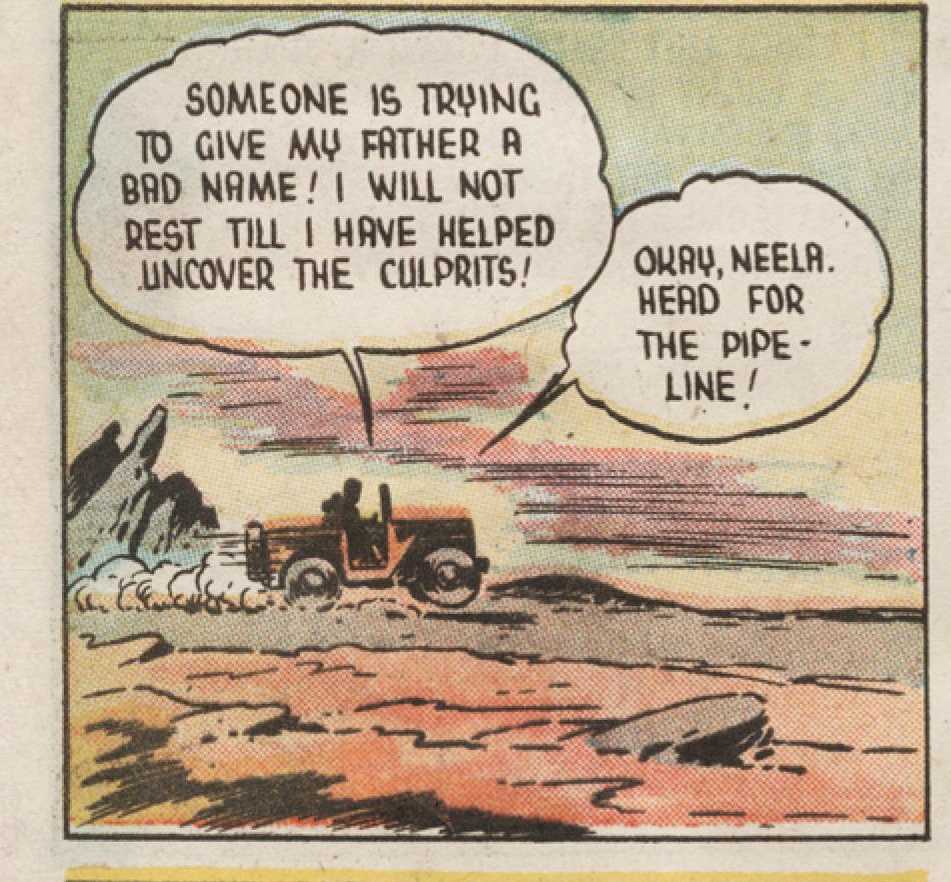 SOMEONE IS TRYING
TO GIVE MY FATHER A
BAD NAME! I WILL NOT
REST TILL I HAVE HELPED
UNCOVER THE CULPRITS!
OKAY, NEELA.
HEAD FOR
THE PIPE-
LINE!